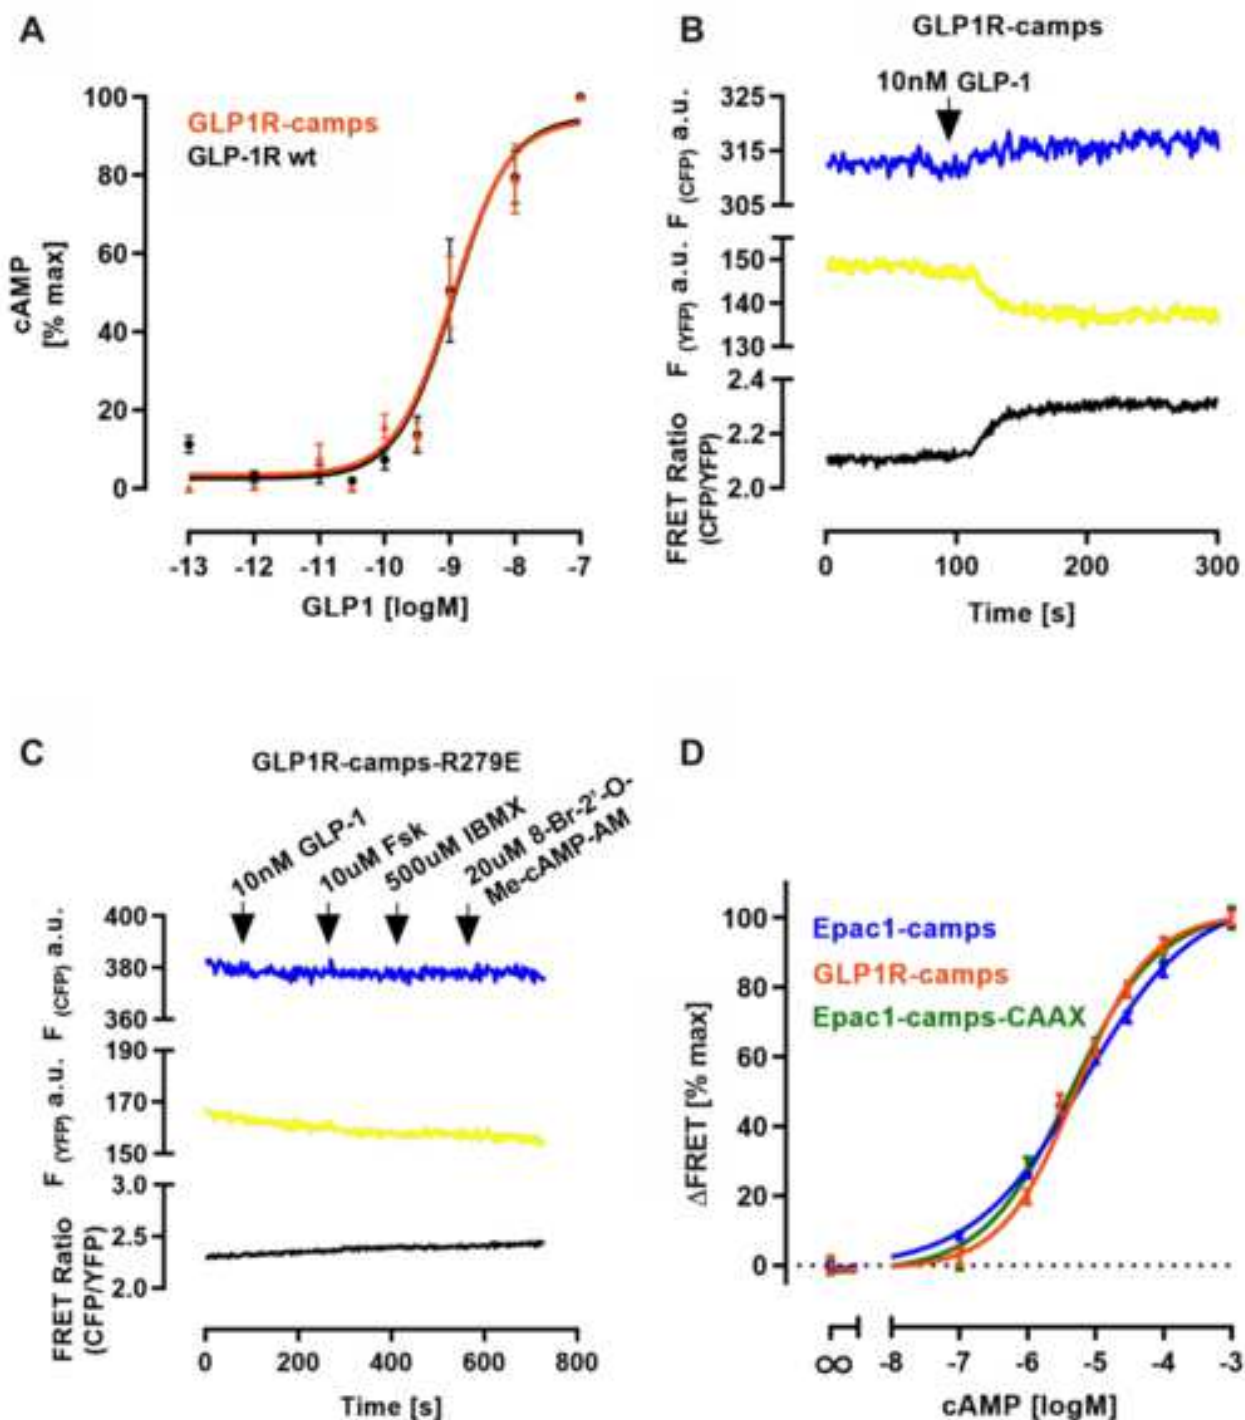 A
GLP1R-camps
GLP-1R wt
cAMP
[% max]
100
80
60
40
20
0
-13 -12 -11 -10 -9 -8 -7
GLP1 [logM]
B
GLP1R-camps
10nM GLP-1
F (CFP) a.u.
325
315
305
F (YFP) a.u.
150
140
130
FRET Ratio
(CFP/YFP)
2.4
2.2
2.0
0 100 200 300
Time [s]
C
GLP1R-camps-R279E
10nM GLP-1
10uM Fsk
500uM IBMX
20uM 8-Br-2'-O-
Me-cAMP-AM
F (CFP) a.u.
400
380
360
F (YFP) a.u.
190
170
150
FRET Ratio
(CFP/YFP)
3.0
2.5
2.0
0 200 400 600 800
Time [s]
D
Epac1-camps
GLP1R-camps
Epac1-camps-CAAX
ΔFRET [% max]
100
80
60
40
20
0
∞ -8 -7 -6 -5 -4 -3
cAMP [logM]